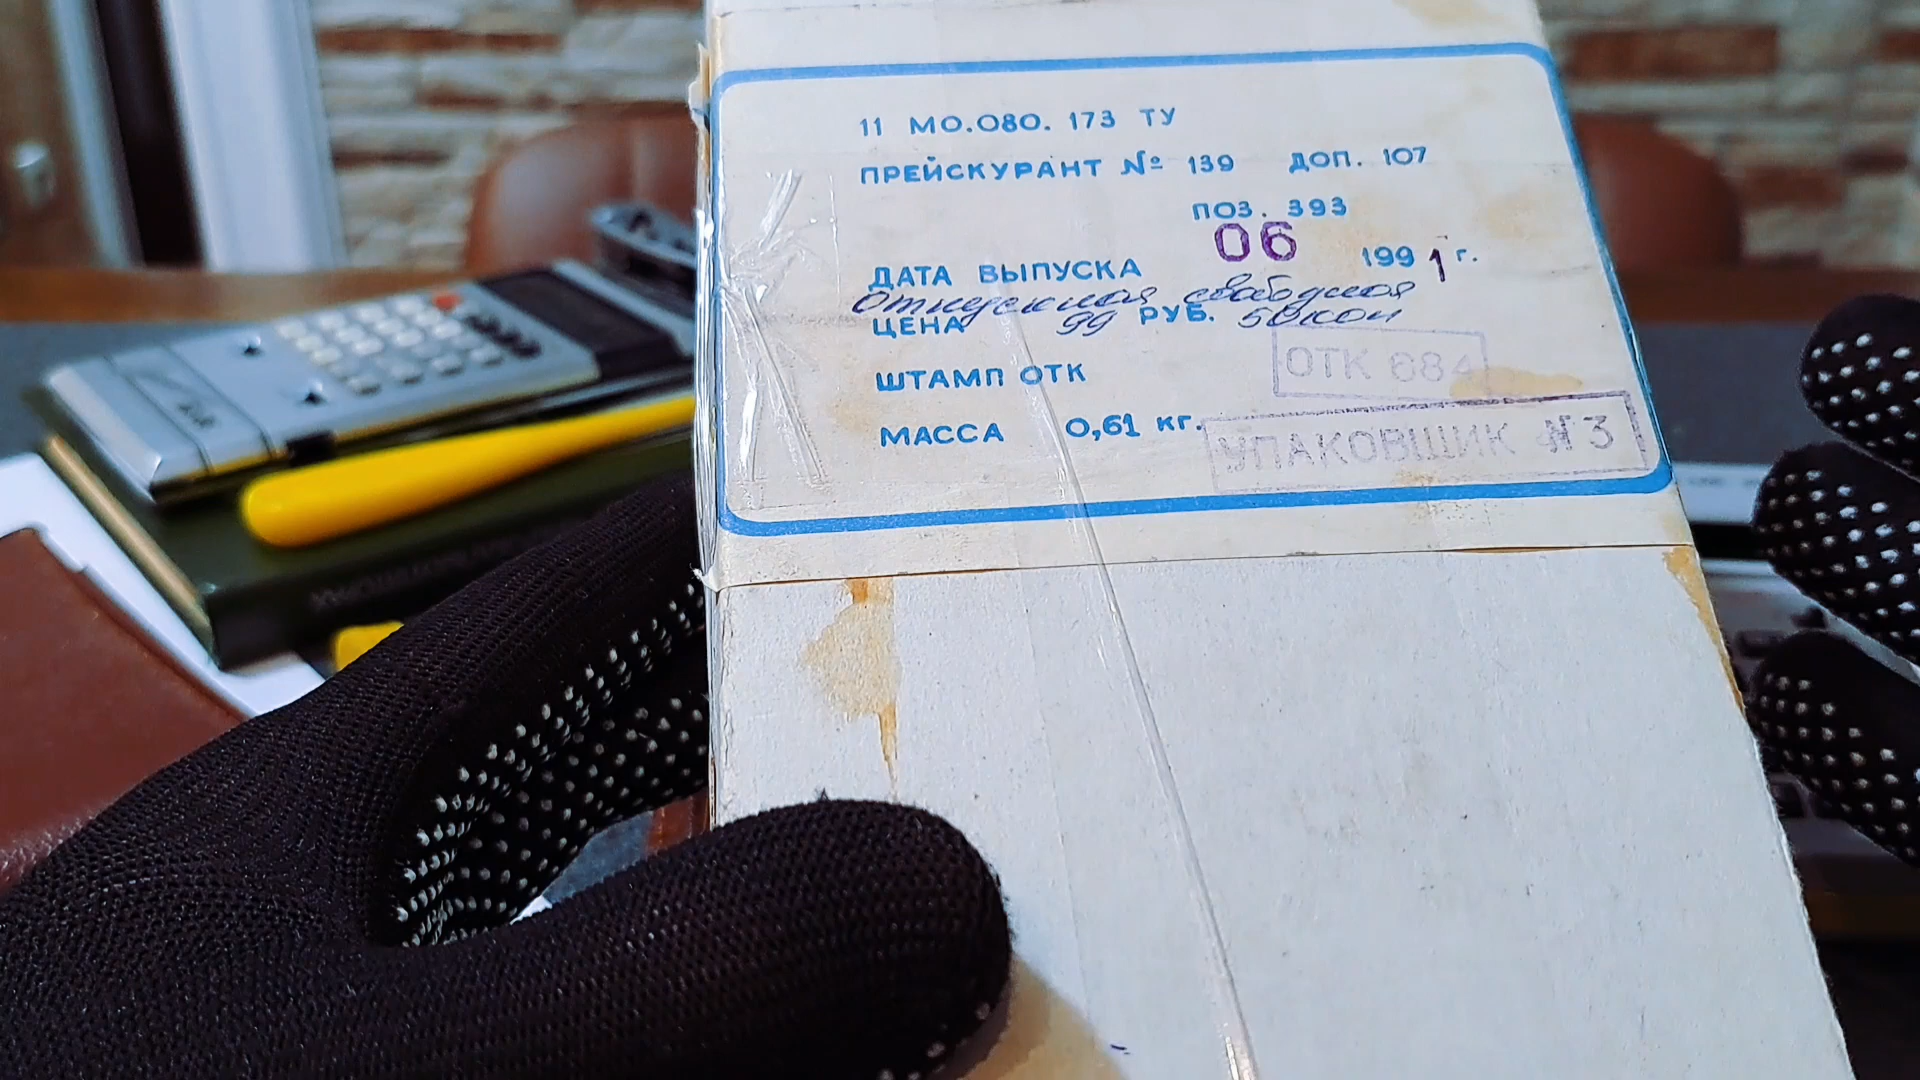 11 МО.080. 173 ТУ
ПРЕЙСКУРАНТ № 139 ДОП. 107
ПОЗ. 393
ДАТА ВЫПУСКА 06 1991 г.
Отпускная свободная
ЦЕНА 99 РУБ. 50 коп
ШТАМП ОТК ОТК 684
МАССА 0,61 кг. УПАКОВЩИК N 3